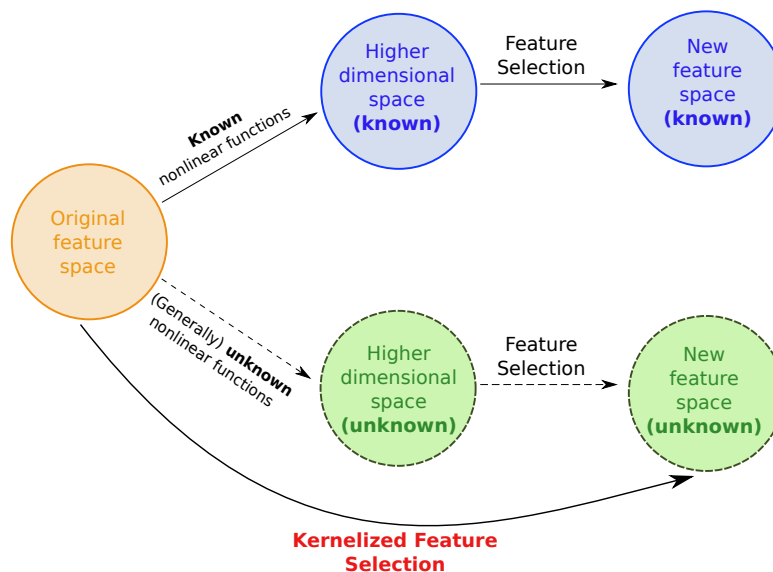 Higher
dimensional
space
(known)
Feature
Selection
New
feature
space
(known)
Known
nonlinear functions
Original
feature
space
(Generally) unknown
nonlinear functions
Higher
dimensional
space
(unknown)
Feature
Selection
New
feature
space
(unknown)
Kernelized Feature
Selection